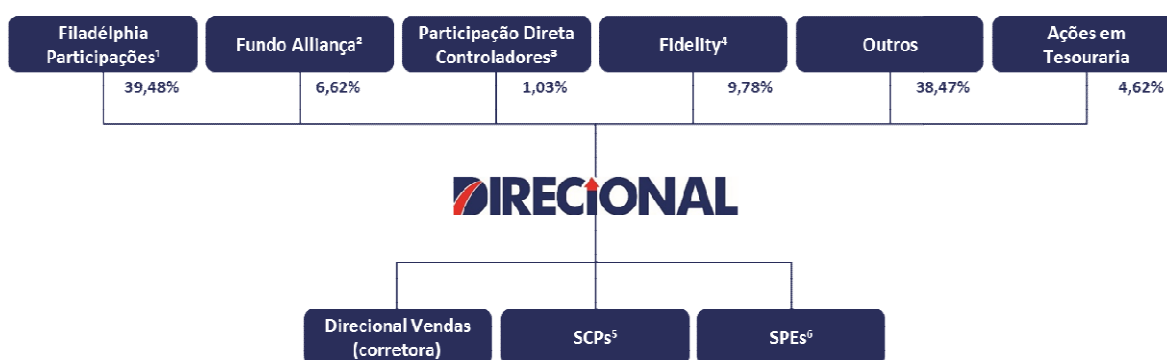 Filadélphia
Participações¹
Fundo Alliança²
Participação Direta
Controladores³
Fidelity⁴
Outros
Ações em
Tesouraria
39,48%
6,62%
1,03%
9,78%
38,47%
4,62%
DIRECIONAL
Direcional Vendas
(corretora)
SCPs⁵
SPEs⁶